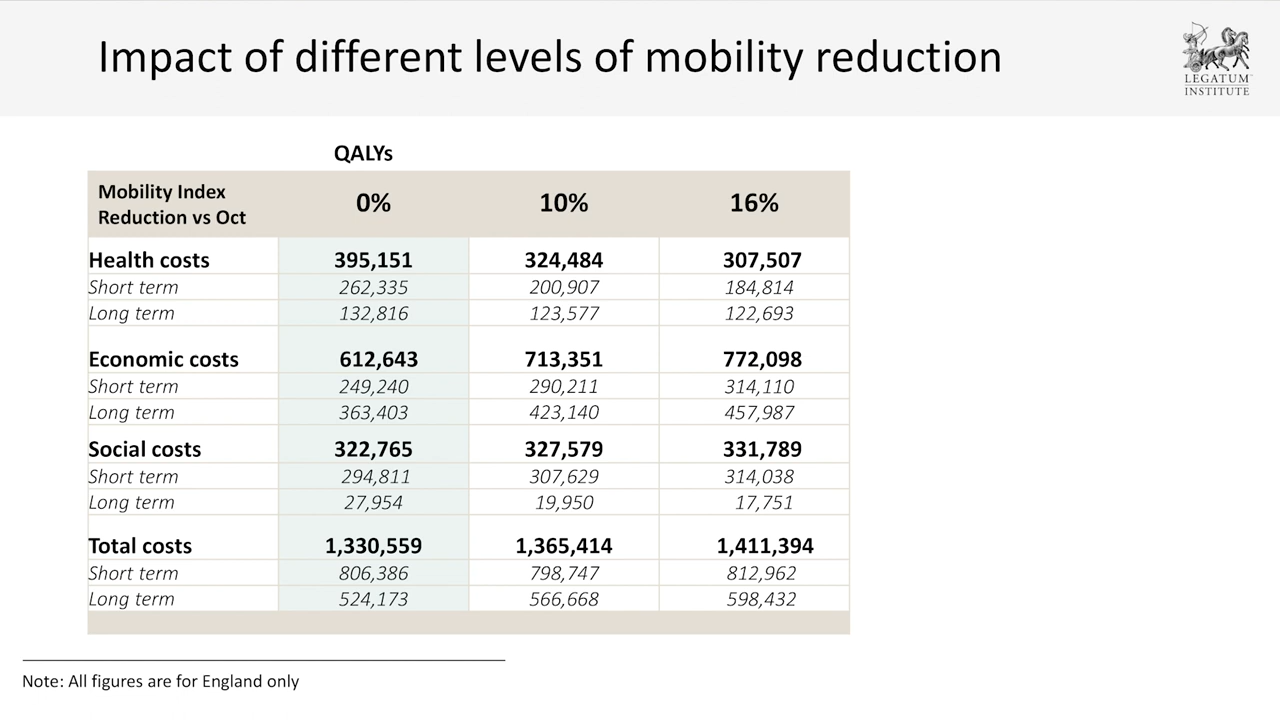 Impact of different levels of mobility reduction
LEGATUM
INSTITUTE
QALYs
Mobility Index
Reduction vs Oct
0% 10% 16%
Health costs 395,151 324,484 307,507
Short term 262,335 200,907 184,814
Long term 132,816 123,577 122,693
Economic costs 612,643 713,351 772,098
Short term 249,240 290,211 314,110
Long term 363,403 423,140 457,987
Social costs 322,765 327,579 331,789
Short term 294,811 307,629 314,038
Long term 27,954 19,950 17,751
Total costs 1,330,559 1,365,414 1,411,394
Short term 806,386 798,747 812,962
Long term 524,173 566,668 598,432
Note: All figures are for England only